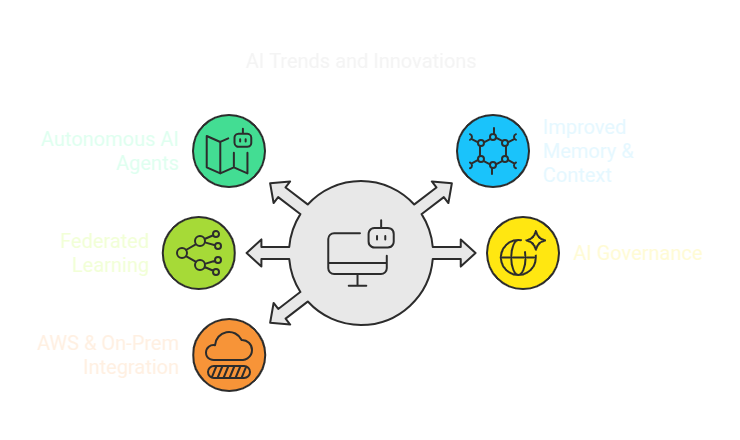 AI Trends and Innovations
Autonomous AI
Agents
Improved
Memory &
Context
Federated
Learning
AI Governance
AWS & On-Prem
Integration